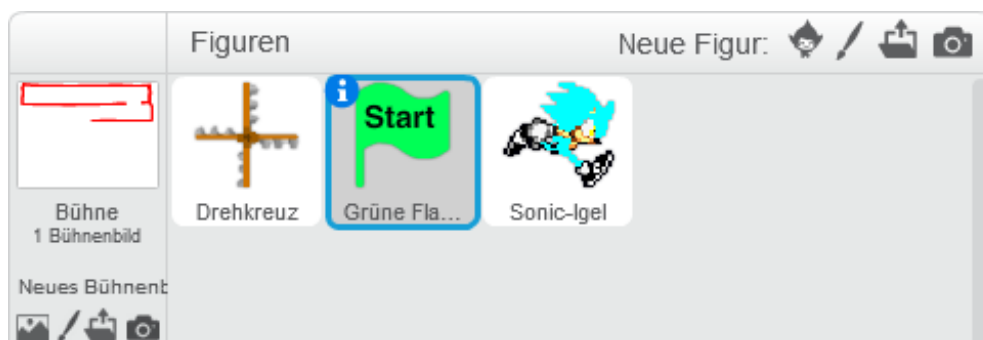 Figuren
Neue Figur:
Start
Bühne
1 Bühnenbild
Drehkreuz
Grüne Fla...
Sonic-Igel
Neues Bühnenb